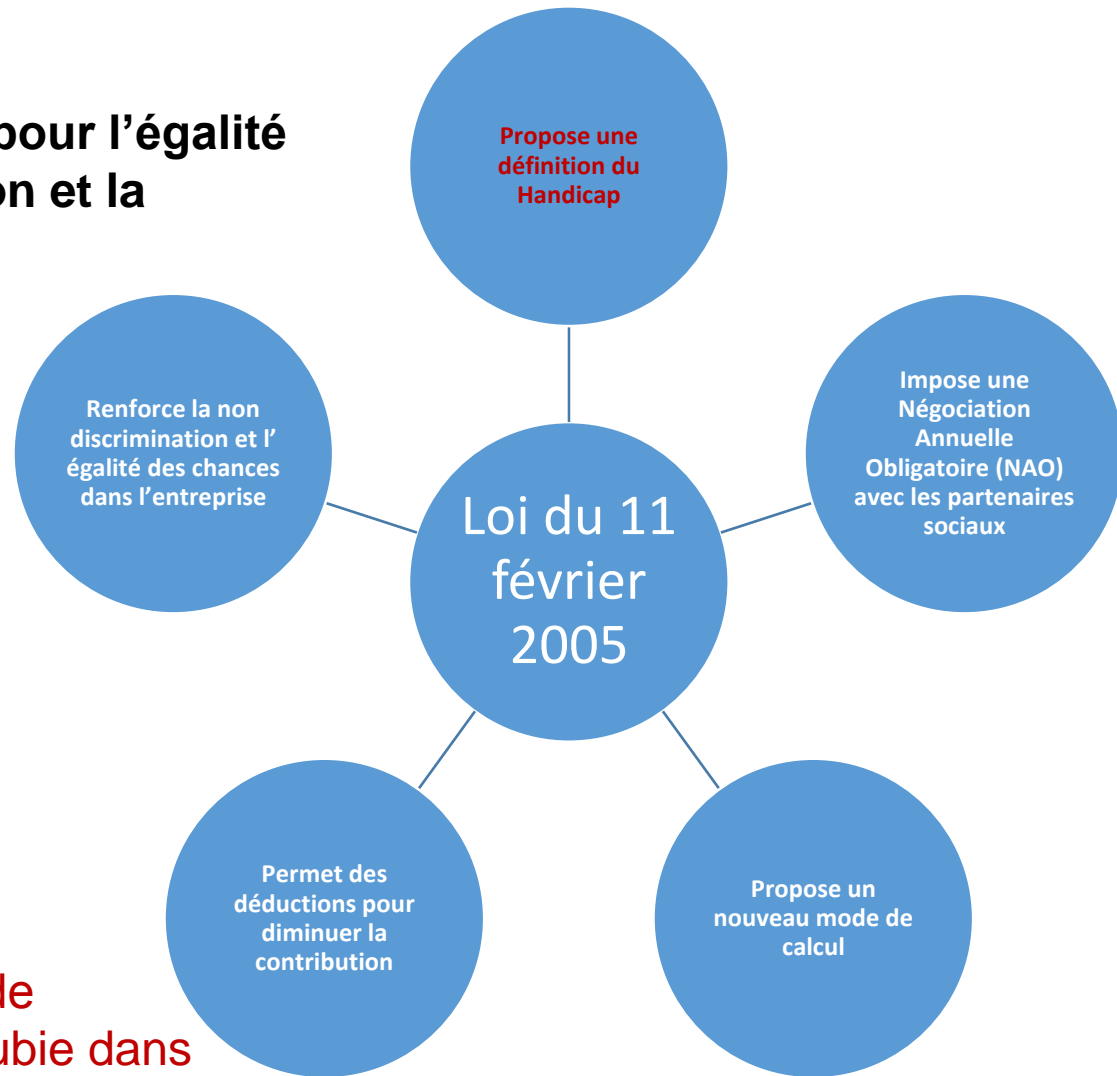 pour l’égalité
on et la
Propose une
définition du
Handicap
Renforce la non
discrimination et l’
égalité des chances
dans l’entreprise
Impose une
Négociation
Annuelle
Obligatoire (NAO)
avec les partenaires
sociaux
Loi du 11
février
2005
Permet des
déductions pour
diminuer la
contribution
Propose un
nouveau mode de
calcul
de
ubie dans